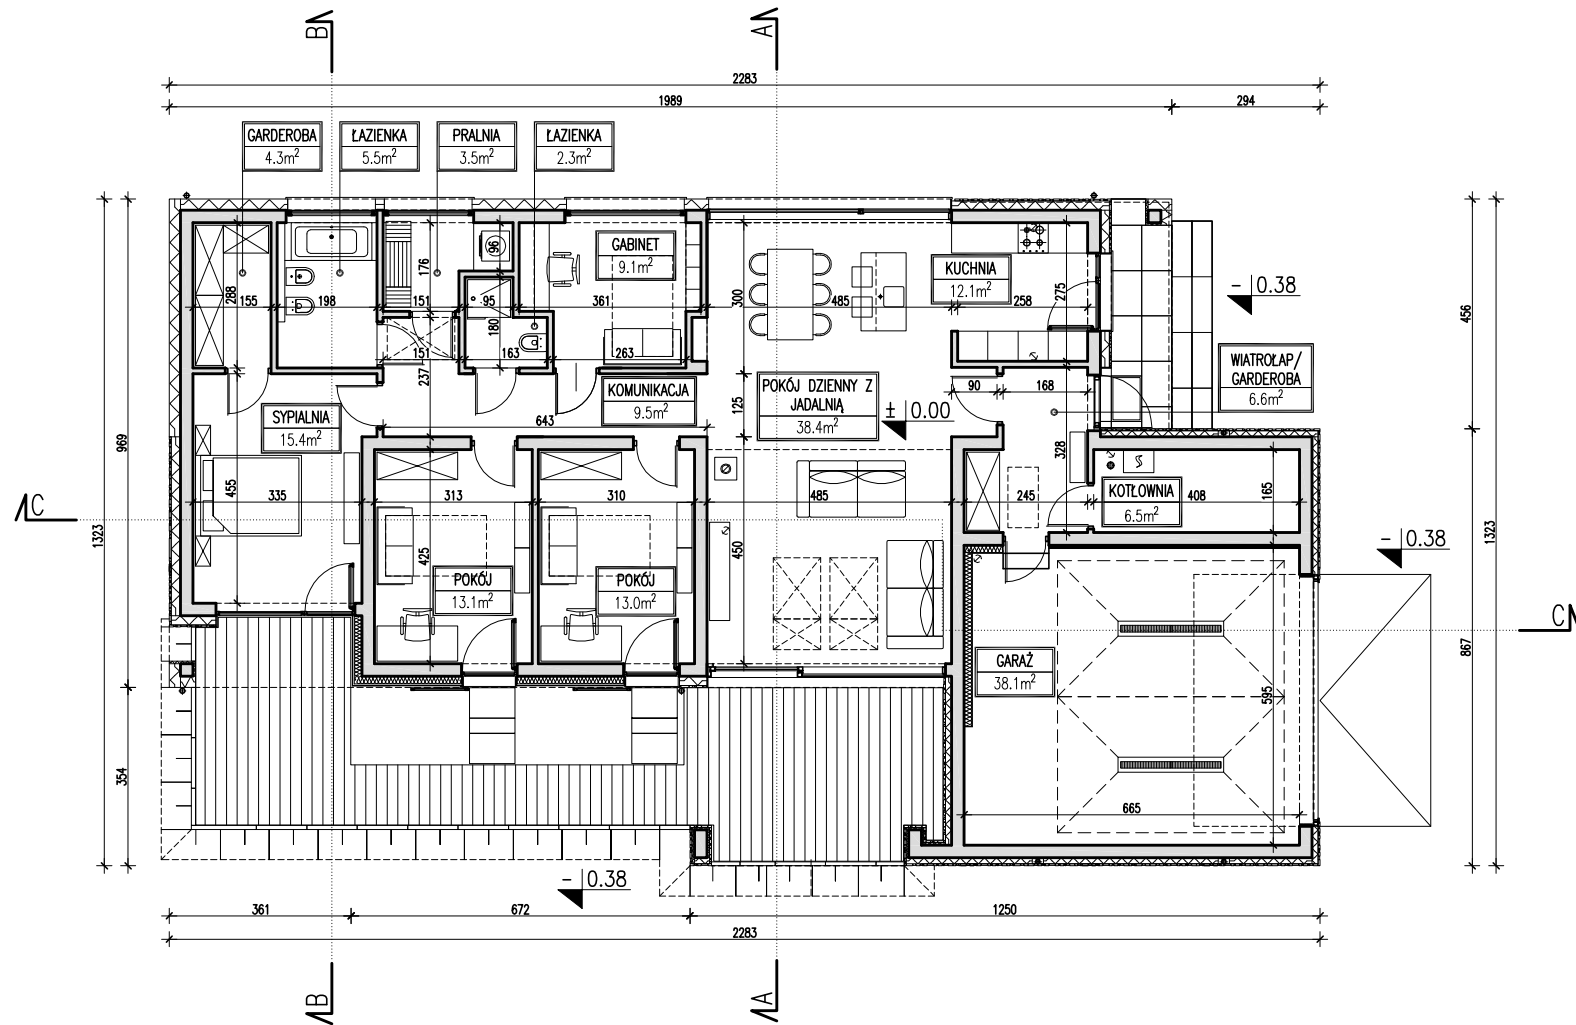 B
A
2283
1989
294
GARDEROBA
4.3m²
ŁAZIENKA
5.5m²
PRALNIA
3.5m²
ŁAZIENKA
2.3m²
GABINET
9.1m²
KUCHNIA
12.1m²
- 0.38
96
176
288
300
275
456
155
198
151
95
361
485
258
180
151
163
263
237
WIATROŁAP/
GARDEROBA
6.6m²
KOMUNIKACJA
9.5m²
POKÓJ DZIENNY Z
JADALNIĄ
38.4m²
± 0.00
90
168
125
SYPIALNIA
15.4m²
643
328
969
455
335
313
310
485
245
KOTŁOWNIA
6.5m²
408
165
C
1323
1323
- 0.38
425
450
POKÓJ
13.1m²
POKÓJ
13.0m²
C
867
GARAŻ
38.1m²
595
354
665
- 0.38
361
672
1250
2283
B
A